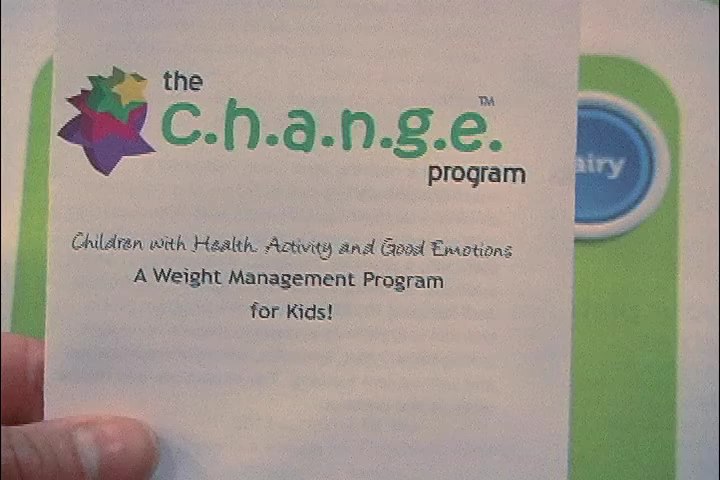 the
c.h.a.n.g.e.™
program
airy
Children with Health Activity and Good Emotions
A Weight Management Program
for Kids!